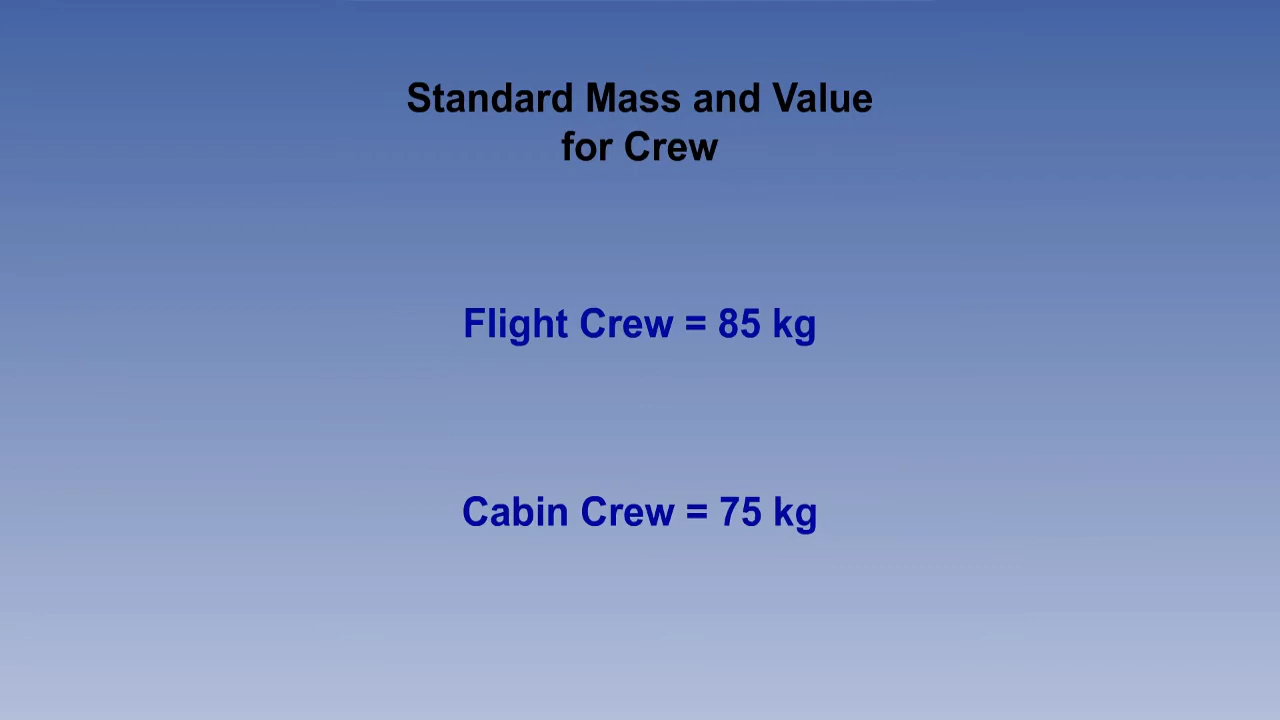 Standard Mass and Value
for Crew
Flight Crew = 85 kg
Cabin Crew = 75 kg